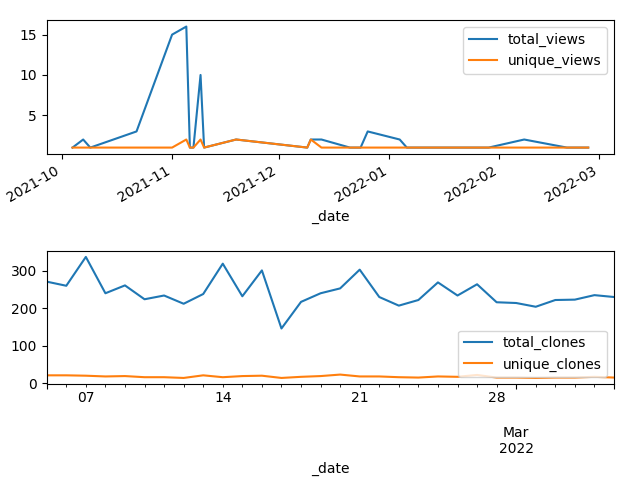 15
10
5
total_views
unique_views
2021-10
2021-11
2021-12
2022-01
2022-02
2022-03
_date
300
200
100
0
total_clones
unique_clones
07
14
21
28
Mar
2022
_date